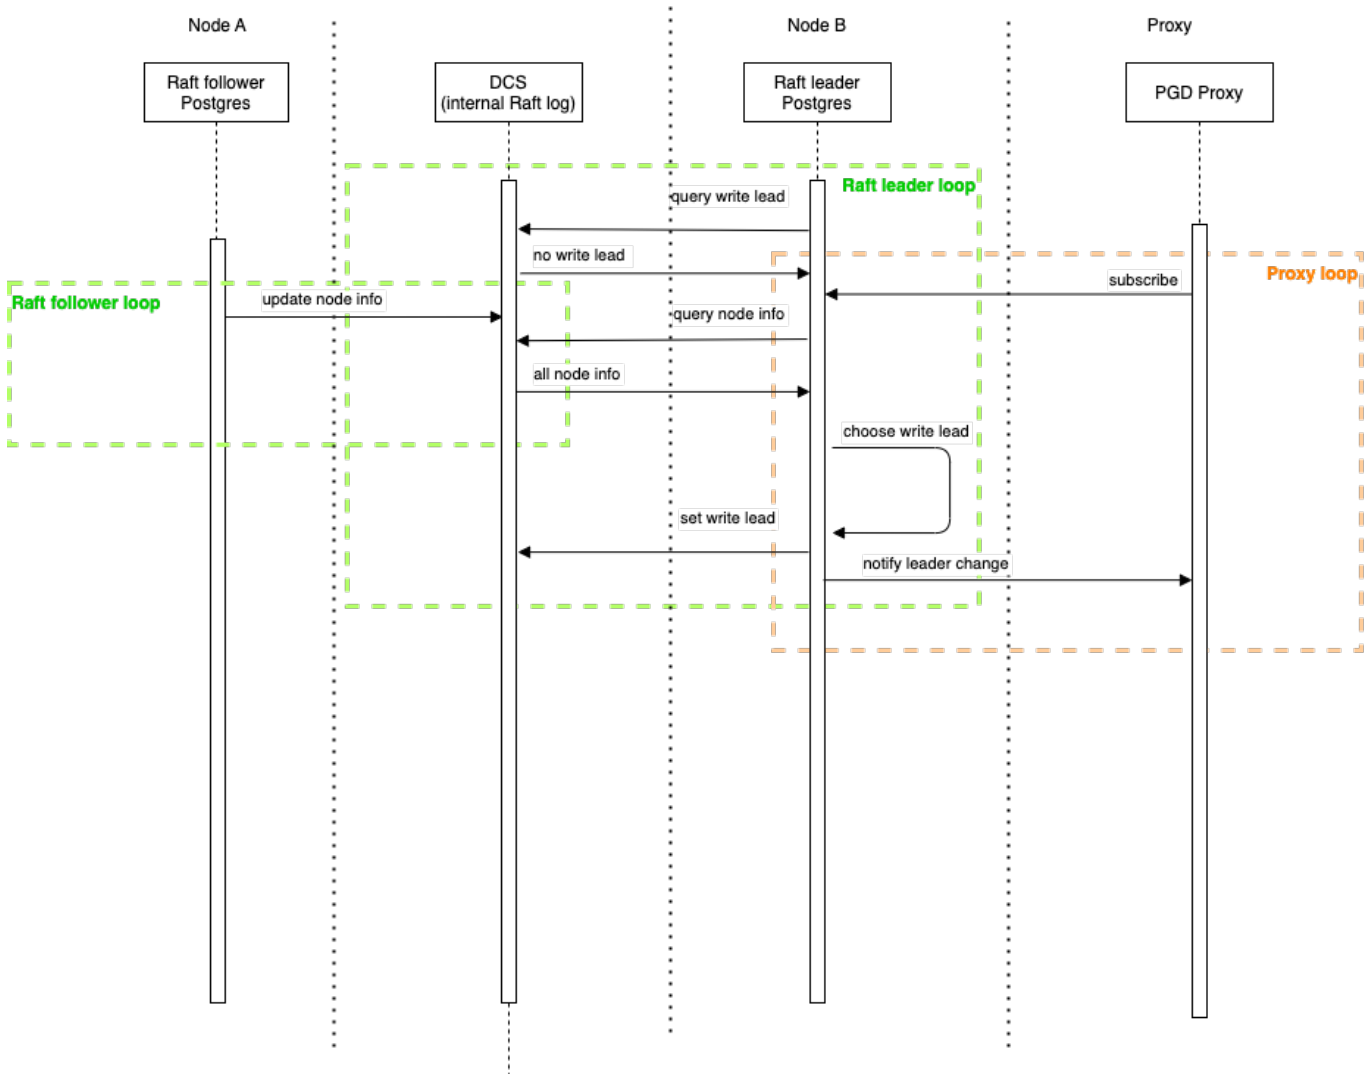 Node A
Node B
Proxy
Raft follower
Postgres
DCS
(internal Raft log)
Raft leader
Postgres
PGD Proxy
Raft leader loop
query write lead
no write lead
Proxy loop
subscribe
Raft follower loop
update node info
query node info
all node info
choose write lead
set write lead
notify leader change